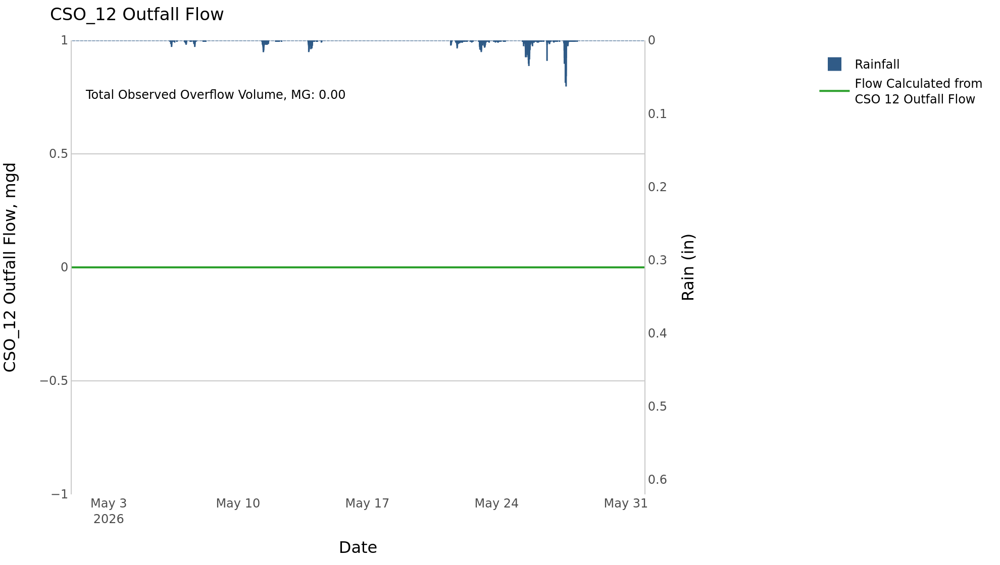 CSO_12 Outfall Flow
1
0.5
0
−0.5
−1
CSO_12 Outfall Flow, mgd
Total Observed Overflow Volume, MG: 0.00
0
0.1
0.2
0.3
0.4
0.5
0.6
Rain (in)
May 3
2026
May 10
May 17
May 24
May 31
Date
Rainfall
Flow Calculated from
CSO 12 Outfall Flow